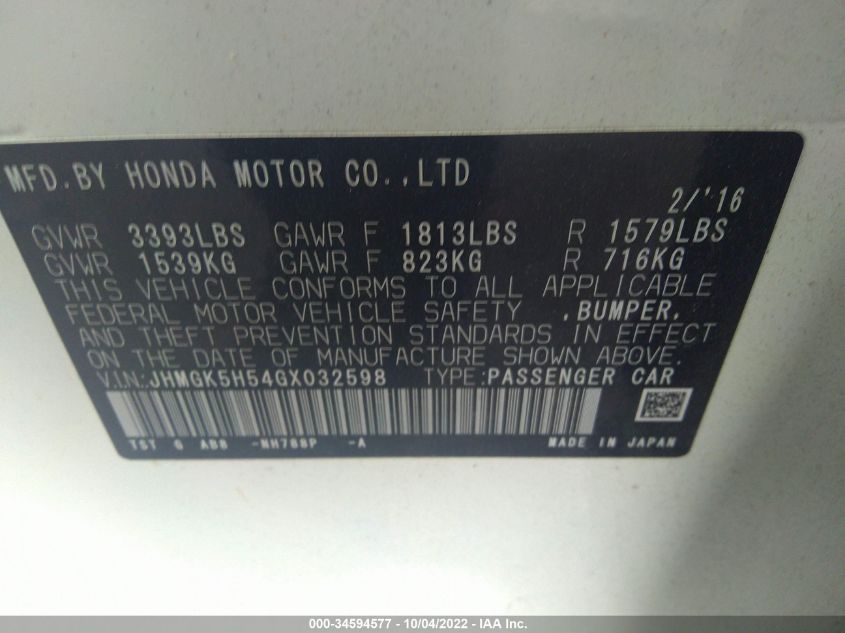 MFD.BY HONDA MOTOR CO.,LTD
2/'16
GVWR 3393LBS GAWR F 1813LBS R 1579LBS
GVWR 1539KG GAWR F 823KG R 716KG
THIS VEHICLE CONFORMS TO ALL APPLICABLE
FEDERAL MOTOR VEHICLE SAFETY ,BUMPER,
AND THEFT PREVENTION STANDARDS IN EFFECT
ON THE DATE OF MANUFACTURE SHOWN ABOVE.
V.IN:JHMGK5H54GX032598 TYPE:PASSENGER CAR
TSY G ABB -NH788P -A MADE IN JAPAN
000-34594577 - 10/04/2022 - Copyright © IAA, Inc.